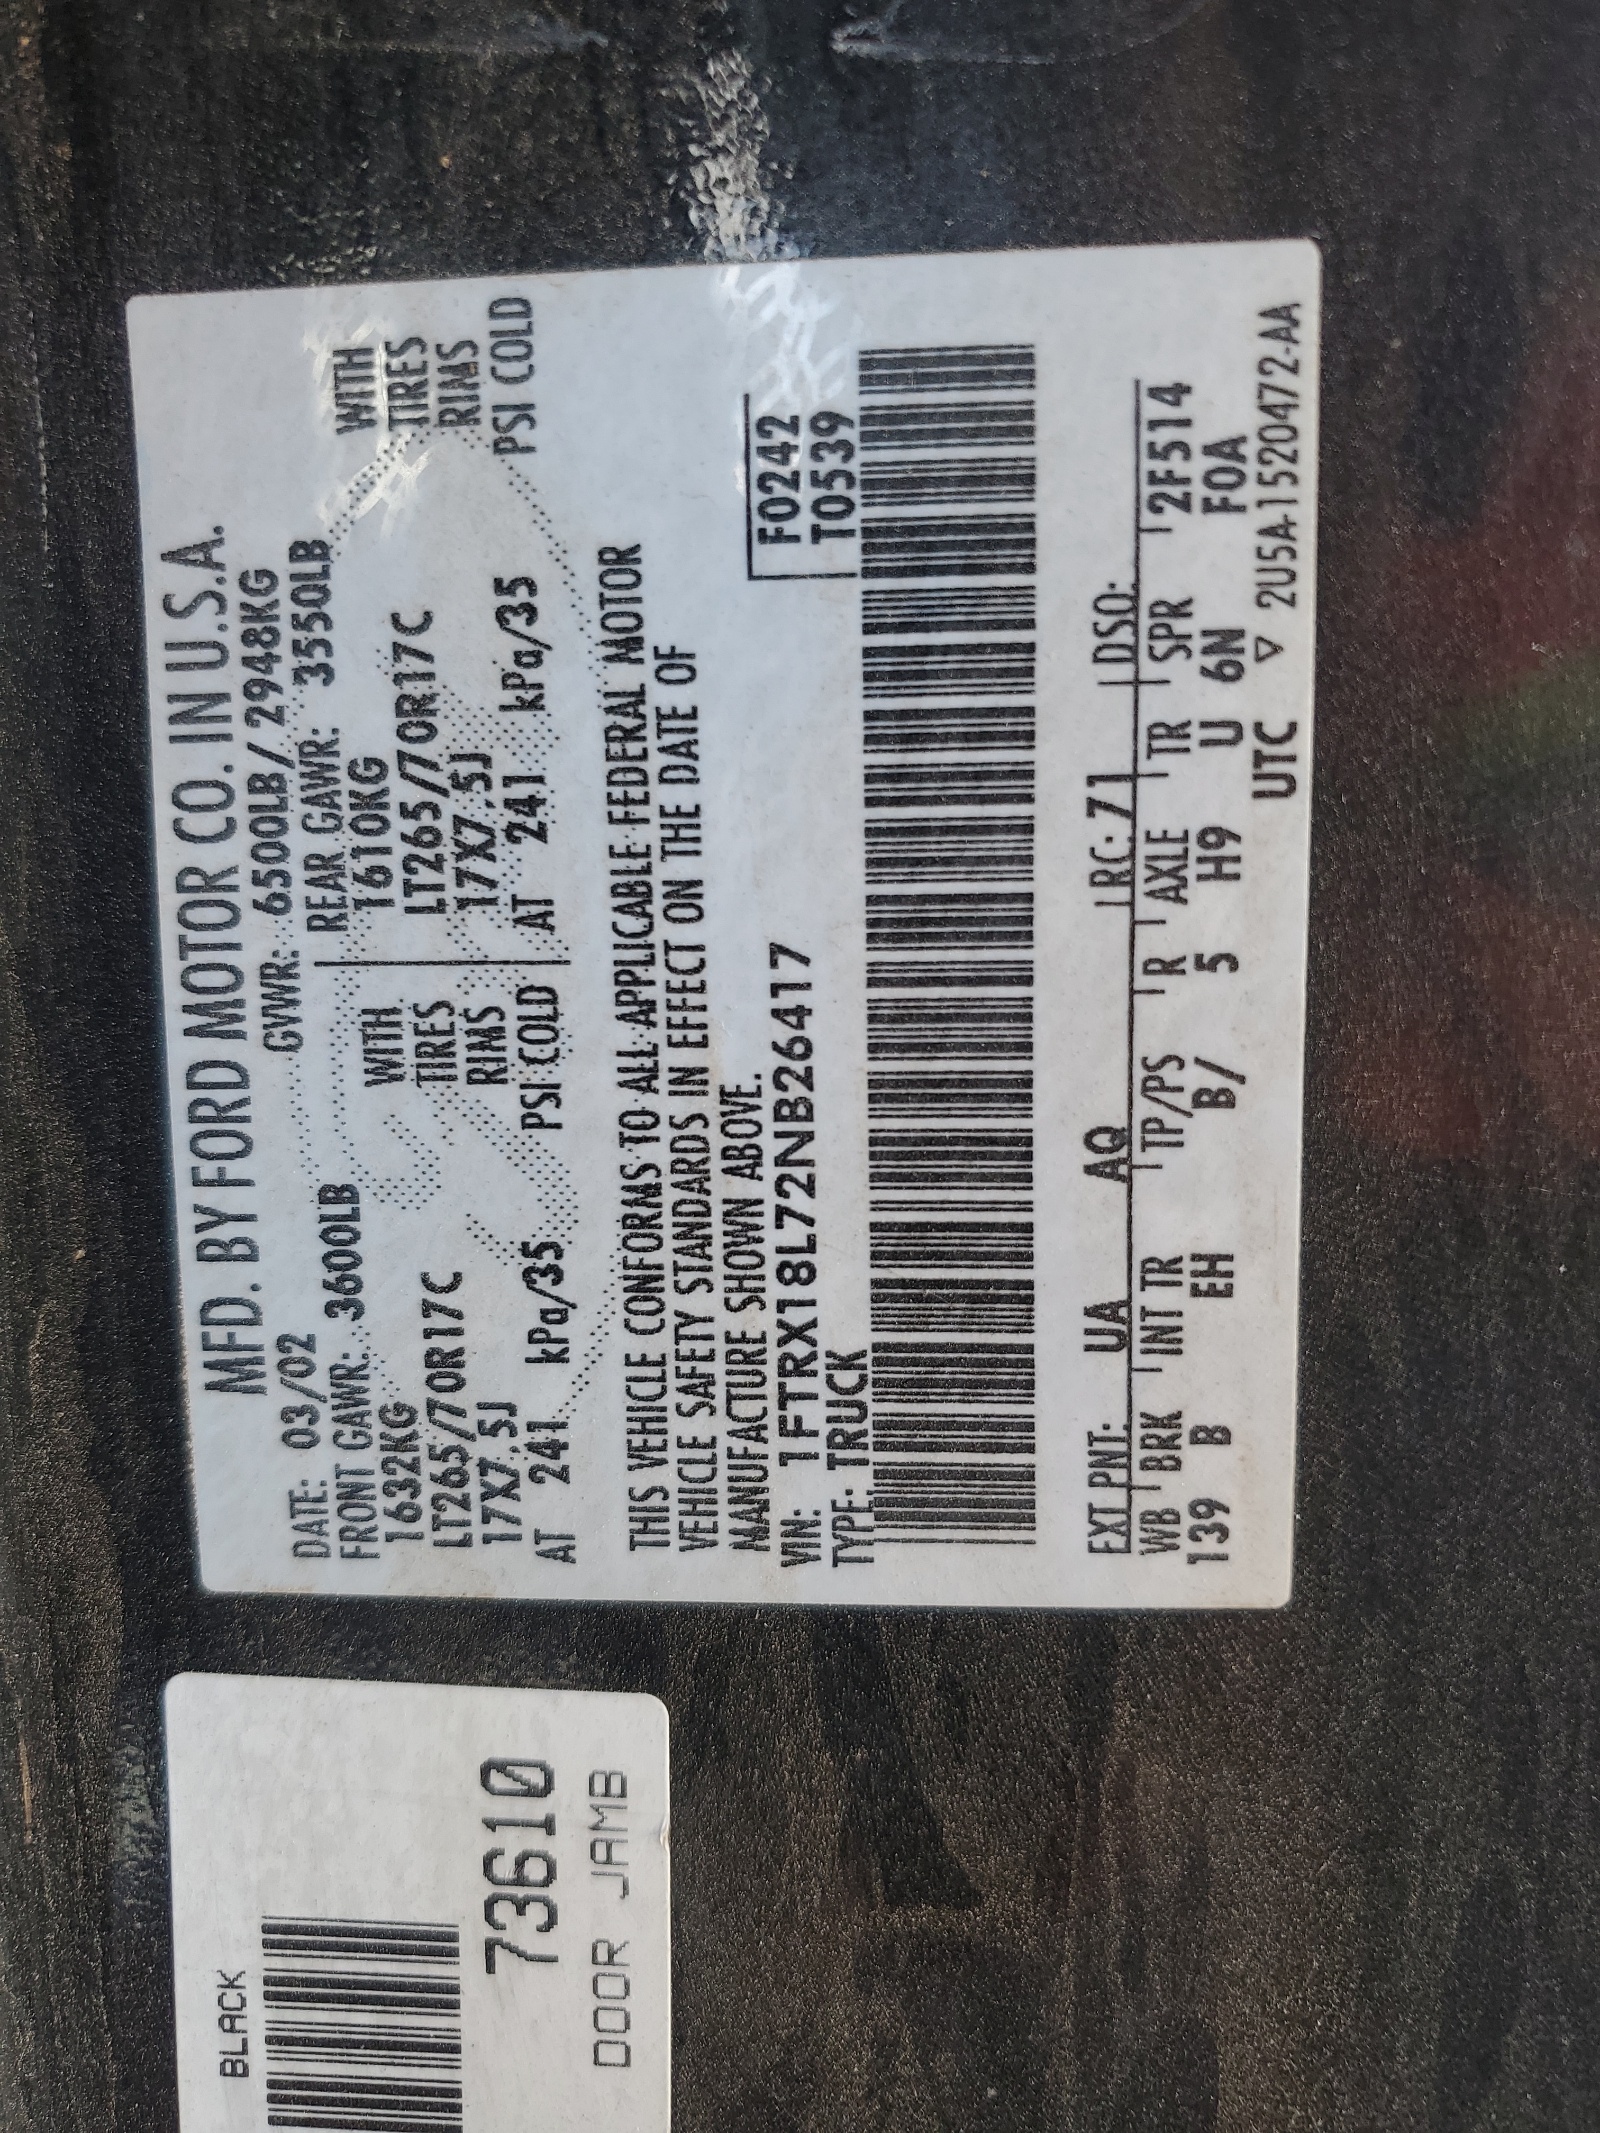 MFD. BY FORD MOTOR CO. IN U.S.A.
DATE: 03/02 GVWR: 6500LB/ 2948KG
FRONT GAWR: 3600LB REAR GAWR: 3550LB
1632KG WITH 1610KG WITH
LT265/70R17C TIRES LT265/70R17C TIRES
17X7.5J RIMS 17X7.5J RIMS
AT 241 kPa/35 PSI COLD AT 241 kPa/35 PSI COLD
THIS VEHICLE CONFORMS TO ALL APPLICABLE FEDERAL MOTOR
VEHICLE SAFETY STANDARDS IN EFFECT ON THE DATE OF
MANUFACTURE SHOWN ABOVE.
VIN: 1FTRX18L72NB26417 F0242
TYPE: TRUCK T0539
EXT PNT: UA AQ RC: 71 DSO:
WB BRK INT TR TP/PS R AXLE TR SPR 2F514
139 B EH B/ 5 H9 U 6N F0A
UTC ▽ 2U5A-1520472-AA
BLACK
73610
DOOR JAMB